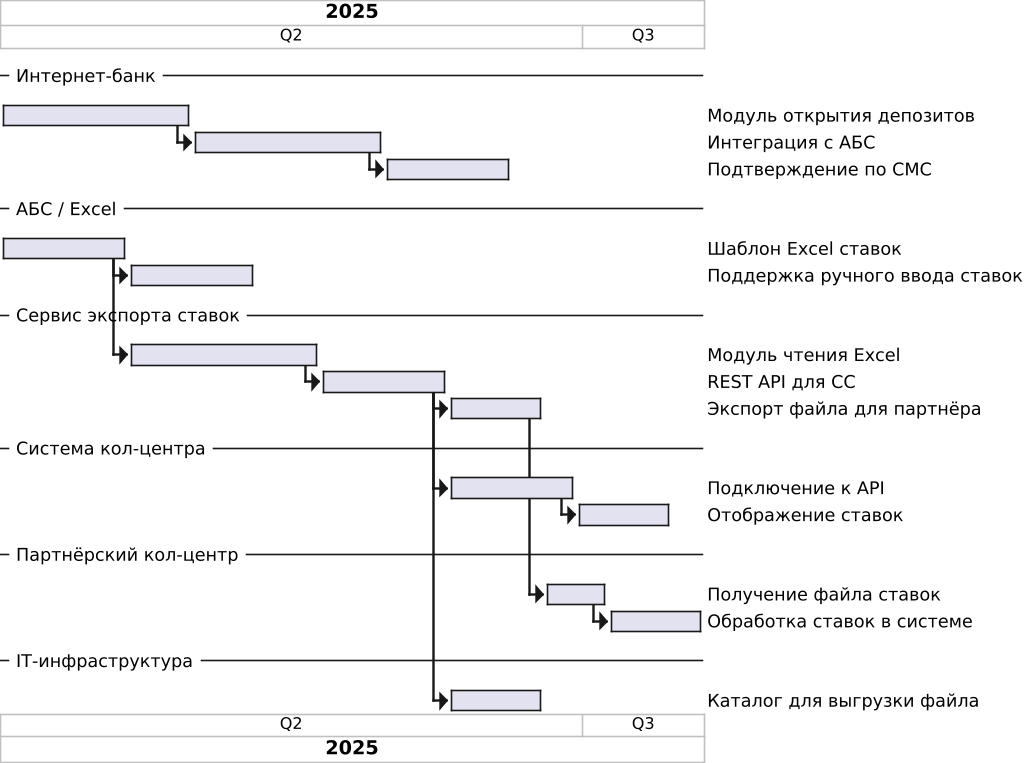 2025
Q2 Q3
Интернет-банк
Модуль открытия депозитов
Интеграция с АБС
Подтверждение по СМС
АБС / Excel
Шаблон Excel ставок
Поддержка ручного ввода ставок
Сервис экспорта ставок
Модуль чтения Excel
REST API для CC
Экспорт файла для партнёра
Система кол-центра
Подключение к API
Отображение ставок
Партнёрский кол-центр
Получение файла ставок
Обработка ставок в системе
IT-инфраструктура
Каталог для выгрузки файла
Q2 Q3
2025